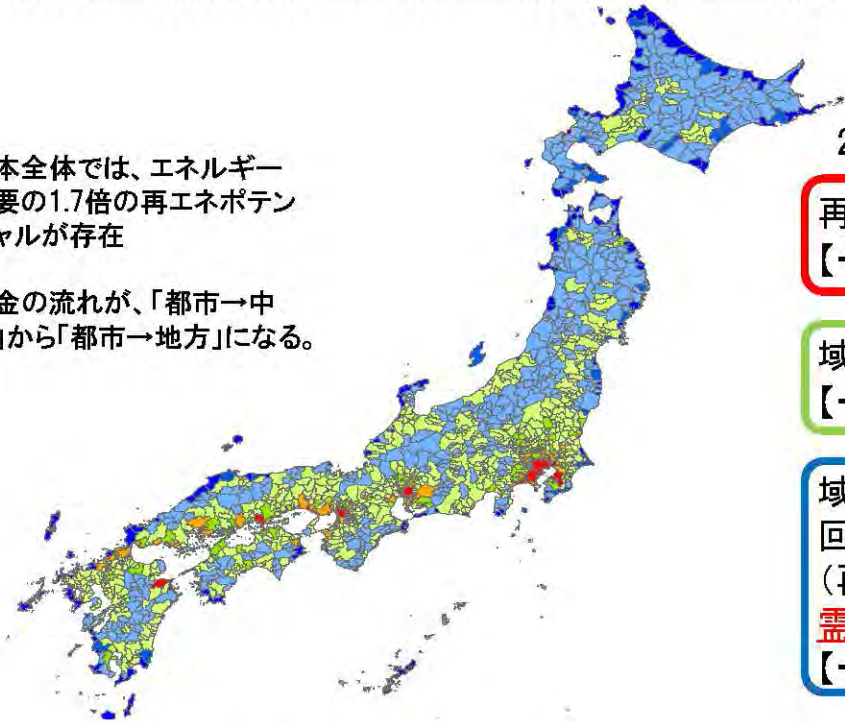 本全体では、エネルギー
要の1.7倍の再エネポテン
ャルが存在
金の流れが、「都市→中
」から「都市→地方」になる。
2
再
【-
域
【-
域
回
(再
需
【-